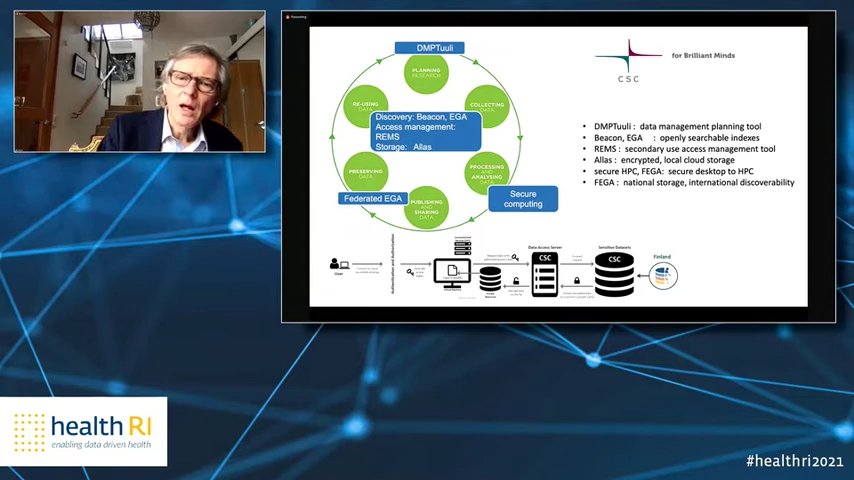 DMPTuuli
PLANNING
RESEARCH
RE-USING
DATA
COLLECTING
DATA
Discovery: Beacon, EGA
Access management:
REMS
Storage: Allas
PRESERVING
DATA
PROCESSING
AND
ANALYSING
DATA
Federated EGA
PUBLISHING
AND
SHARING
DATA
Secure
computing
CSC
for Brilliant Minds
• DMPTuuli : data management planning tool
• Beacon, EGA : openly searchable indexes
• REMS : secondary use access management tool
• Allas : encrypted, local cloud storage
• secure HPC, FEGA: secure desktop to HPC
• FEGA : national storage, international discoverability
User
Authentication and Authorization
Data Access Server
CSC
Sensitive Datasets
CSC
Finland
health RI
enabling data driven health
#healthri2021